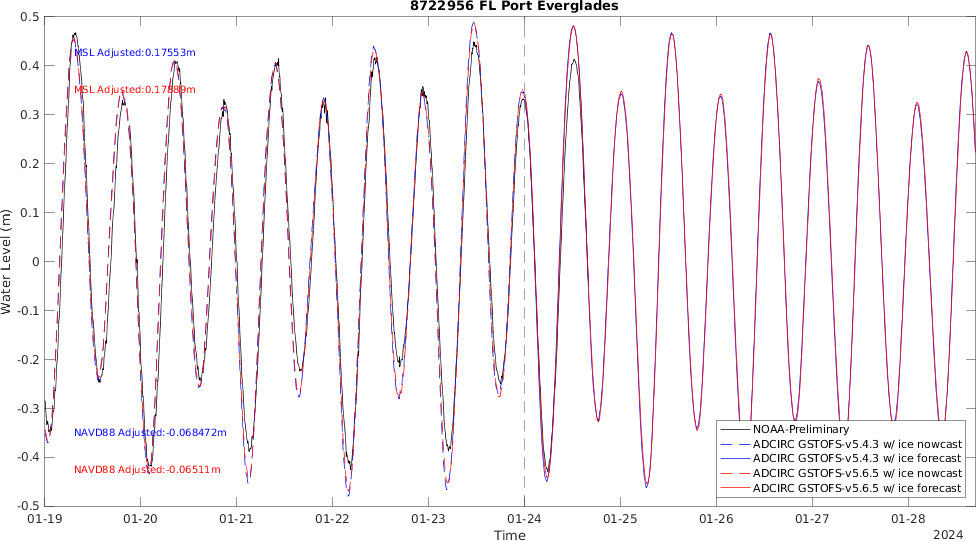 8722956 FL Port Everglades
0.5
0.4
0.3
0.2
0.1
0
-0.1
-0.2
-0.3
-0.4
-0.5
Water Level (m)
MSL Adjusted:0.17553m
MSL Adjusted:0.17889m
NAVD88 Adjusted:-0.068472m
NAVD88 Adjusted:-0.06511m
NOAA-Preliminary
ADCIRC GSTOFS-v5.4.3 w/ ice nowcast
ADCIRC GSTOFS-v5.4.3 w/ ice forecast
ADCIRC GSTOFS-v5.6.5 w/ ice nowcast
ADCIRC GSTOFS-v5.6.5 w/ ice forecast
01-19 01-20 01-21 01-22 01-23 01-24 01-25 01-26 01-27 01-28
Time
2024